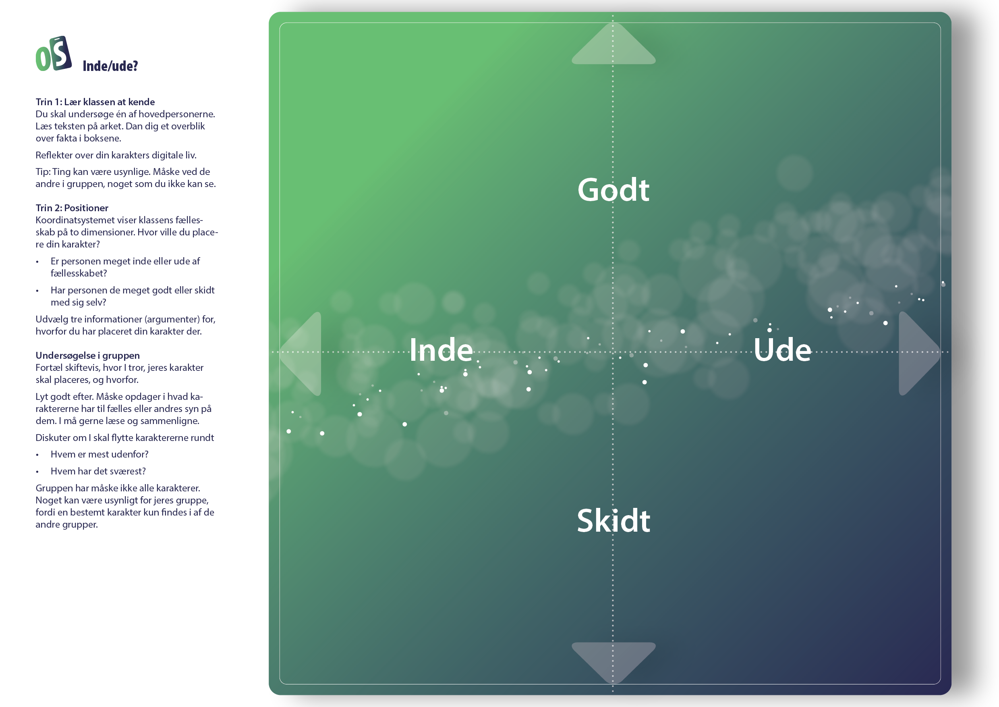 OS
Inde/ude?
Trin 1: Lær klassen at kende
Du skal undersøge én af hovedpersonerne.
Læs teksten på arket. Dan dig et overblik
over fakta i boksene.
Reflekter over din karakters digitale liv.
Tip: Ting kan være usynlige. Måske ved de
andre i gruppen, noget som du ikke kan se.
Trin 2: Positioner
Koordinatsystemet viser klassens fælles-
skab på to dimensioner. Hvor ville du place-
re din karakter?
• Er personen meget inde eller ude af
fællesskabet?
• Har personen de meget godt eller skidt
med sig selv?
Udvælg tre informationer (argumenter) for,
hvorfor du har placeret din karakter der.
Undersøgelse i gruppen
Fortæl skiftevis, hvor I tror, jeres karakter
skal placeres, og hvorfor.
Lyt godt efter. Måske opdager i hvad ka-
raktererne har til fælles eller andres syn på
dem. I må gerne læse og sammenligne.
Diskuter om I skal flytte karaktererne rundt
• Hvem er mest udenfor?
• Hvem har det sværest?
Gruppen har måske ikke alle karakterer.
Noget kan være usynligt for jeres gruppe,
fordi en bestemt karakter kun findes i af de
andre grupper.
Godt
Inde
Ude
Skidt